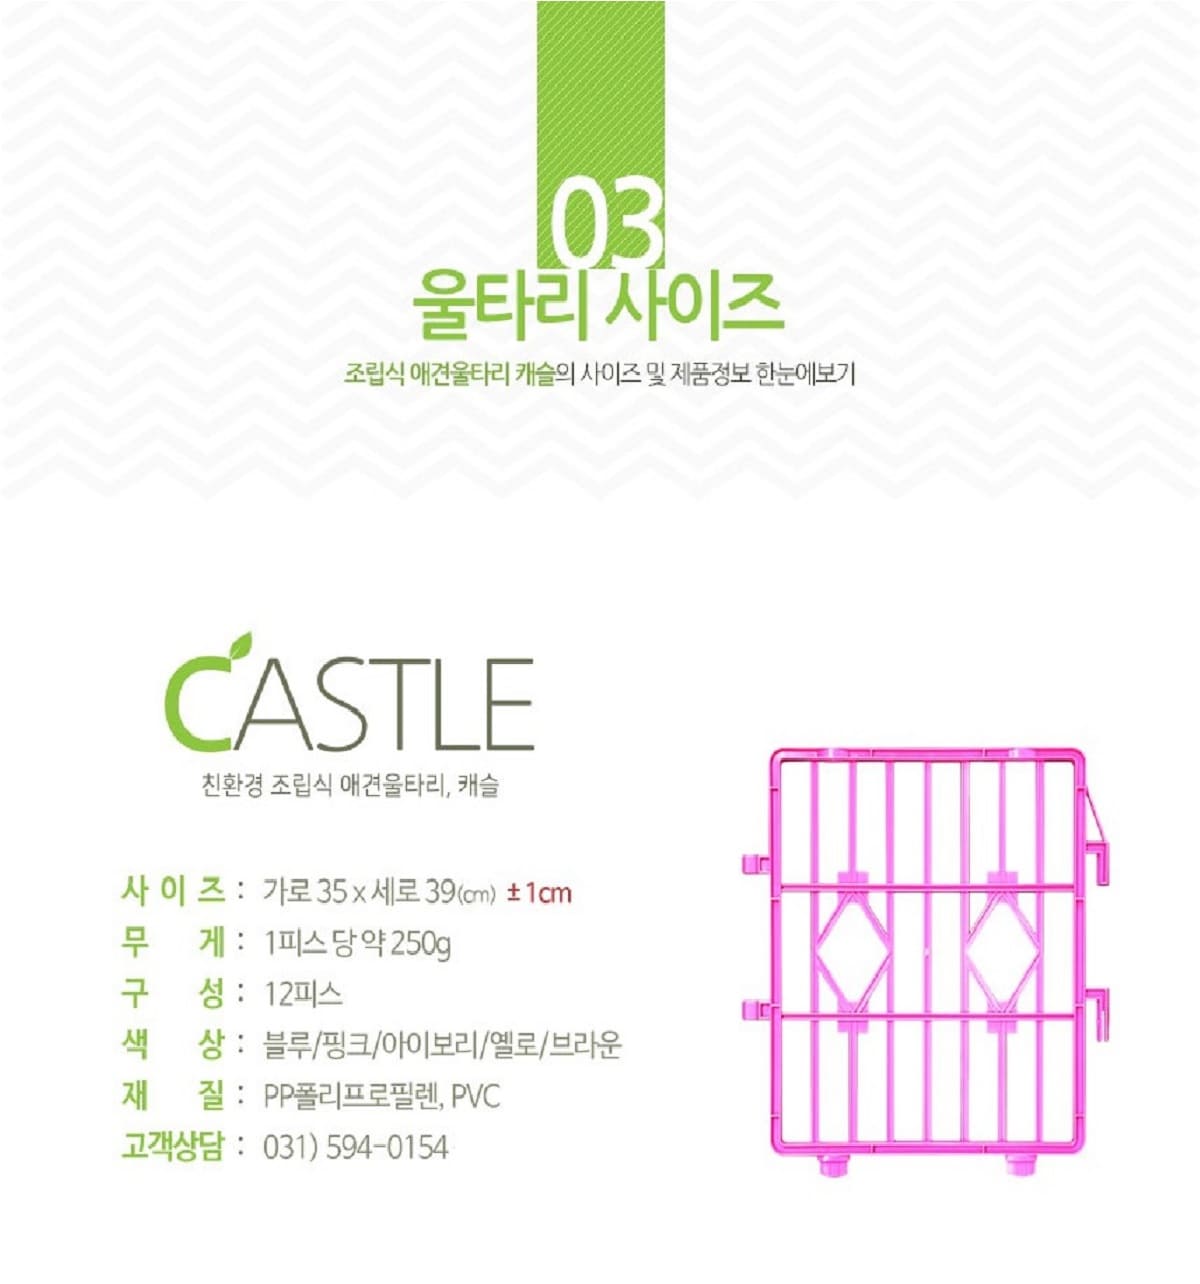 03
울타리 사이즈
조립식 애견울타리 캐슬의 사이즈 및 제품정보 한눈에보기
CASTLE
친환경 조립식 애견울타리, 캐슬
사이즈 : 가로 35 x 세로 39(cm) ±1cm
무 게 : 1피스 당 약 250g
구 성 : 12피스
색 상 : 블루/핑크/아이보리/옐로/브라운
재 질 : PP폴리프로필렌, PVC
고객상담 : 031) 594-0154